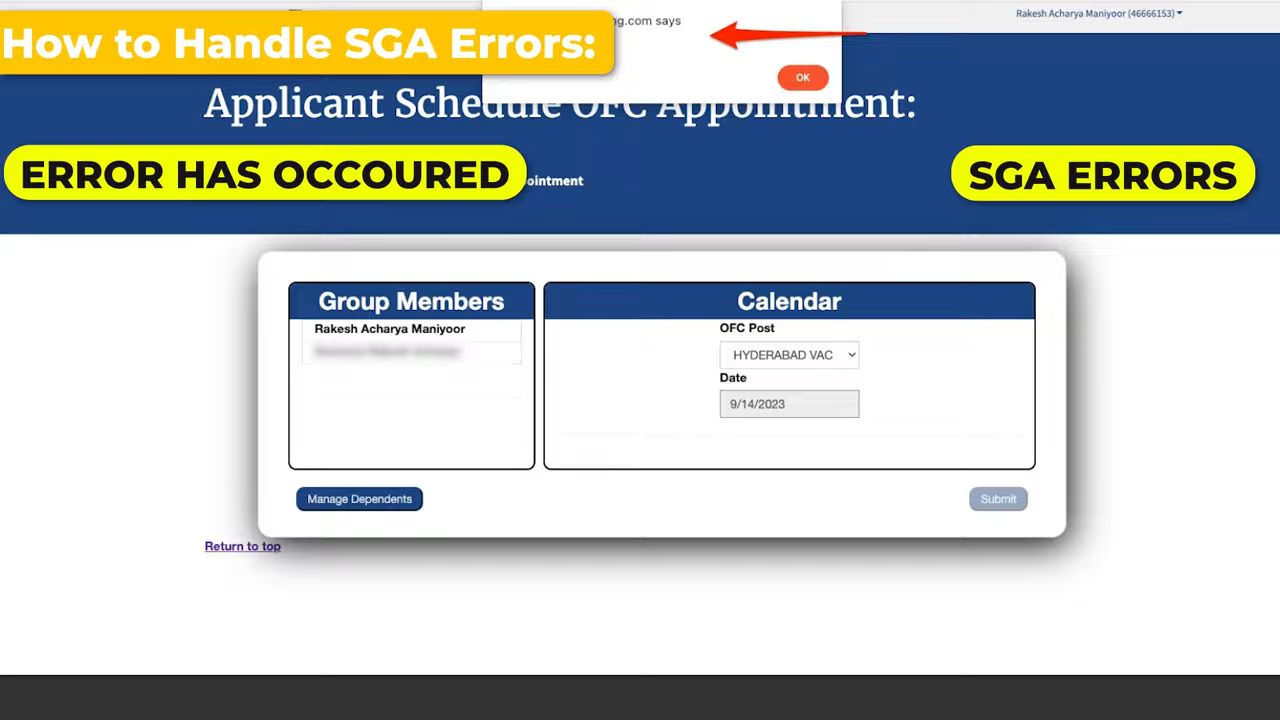 Rakesh Acharya Maniyoor (46666153)
ng.com says
How to Handle SGA Errors:
OK
Applicant Schedule OFC Appointment:
ERROR HAS OCCOURED
ointment
SGA ERRORS
Group Members
Calendar
Rakesh Acharya Maniyoor
OFC Post
HYDERABAD VAC
Date
9/14/2023
Manage Dependents
Submit
Return to top